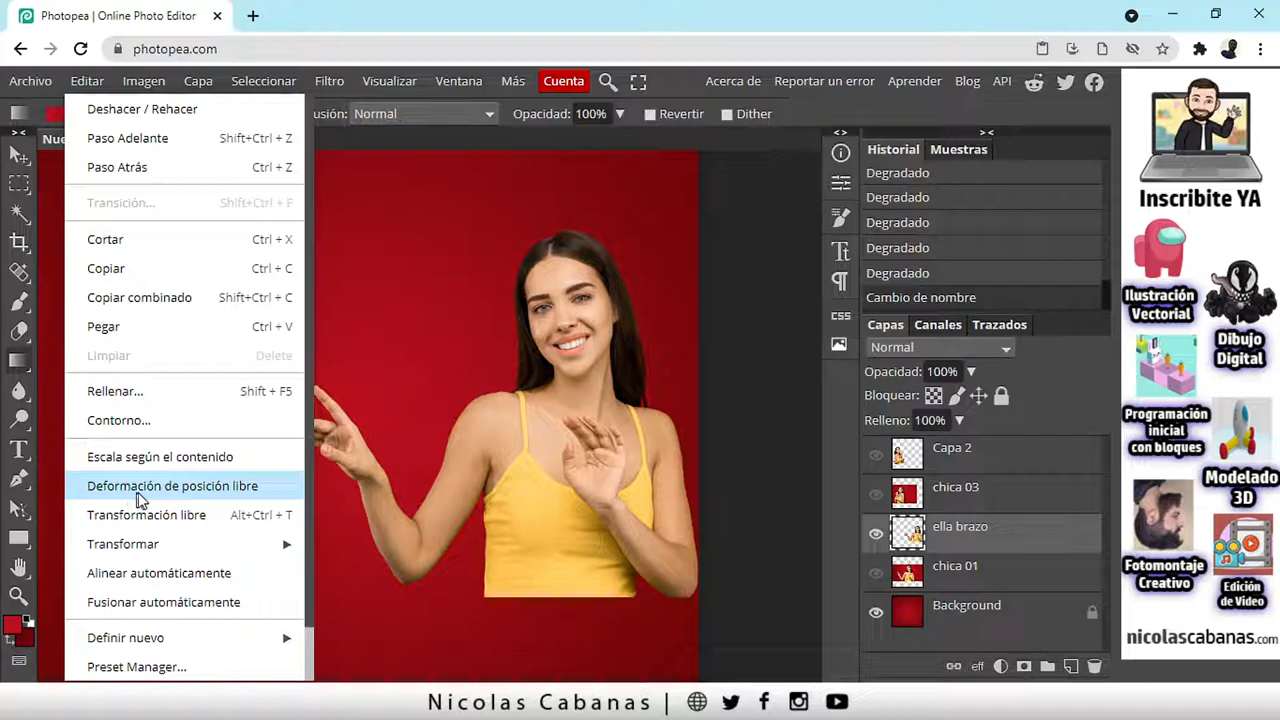 Photopea | Online Photo Editor
photopea.com
Archivo Editar Imagen Capa Seleccionar Filtro Visualizar Ventana Más Cuenta Acerca de Reportar un error Aprender Blog API
usión: Normal Opacidad: 100% Revertir Dither
Nue
Deshacer / Rehacer
Paso Adelante Shift+Ctrl + Z
Paso Atrás Ctrl + Z
Transición... Shift+Ctrl + F
Cortar Ctrl + X
Copiar Ctrl + C
Copiar combinado Shift+Ctrl + C
Pegar Ctrl + V
Limpiar Delete
Rellenar... Shift + F5
Contorno...
Escala según el contenido
Deformación de posición libre
Transformación libre Alt+Ctrl + T
Transformar
Alinear automáticamente
Fusionar automáticamente
Definir nuevo
Preset Manager...
CSS
Historial Muestras
Degradado
Degradado
Degradado
Degradado
Degradado
Cambio de nombre
Capas Canales Trazados
Normal
Opacidad: 100%
Bloquear:
Relleno: 100%
Capa 2
chica 03
ella brazo
chica 01
Background
eff
Inscribite YA
Ilustración
Vectorial
Dibujo
Digital
Programación
inicial
con bloques
Modelado
3D
Fotomontaje
Creativo
Edición
de Video
nicolascabanas.com
Nicolas Cabanas |